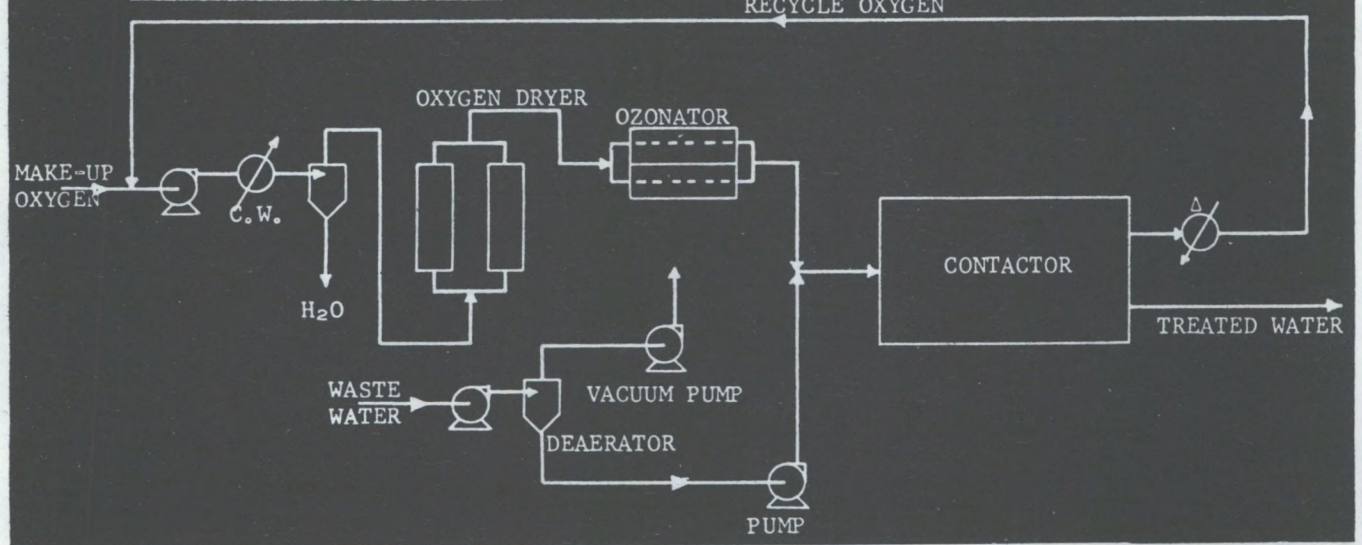 RECYCLE OXYGEN
OXYGEN DRYER
OZONATOR
MAKE-UP
OXYGEN
C.W.
Δ
CONTACTOR
H₂O
TREATED WATER
WASTE
WATER
VACUUM PUMP
DEAERATOR
PUMP